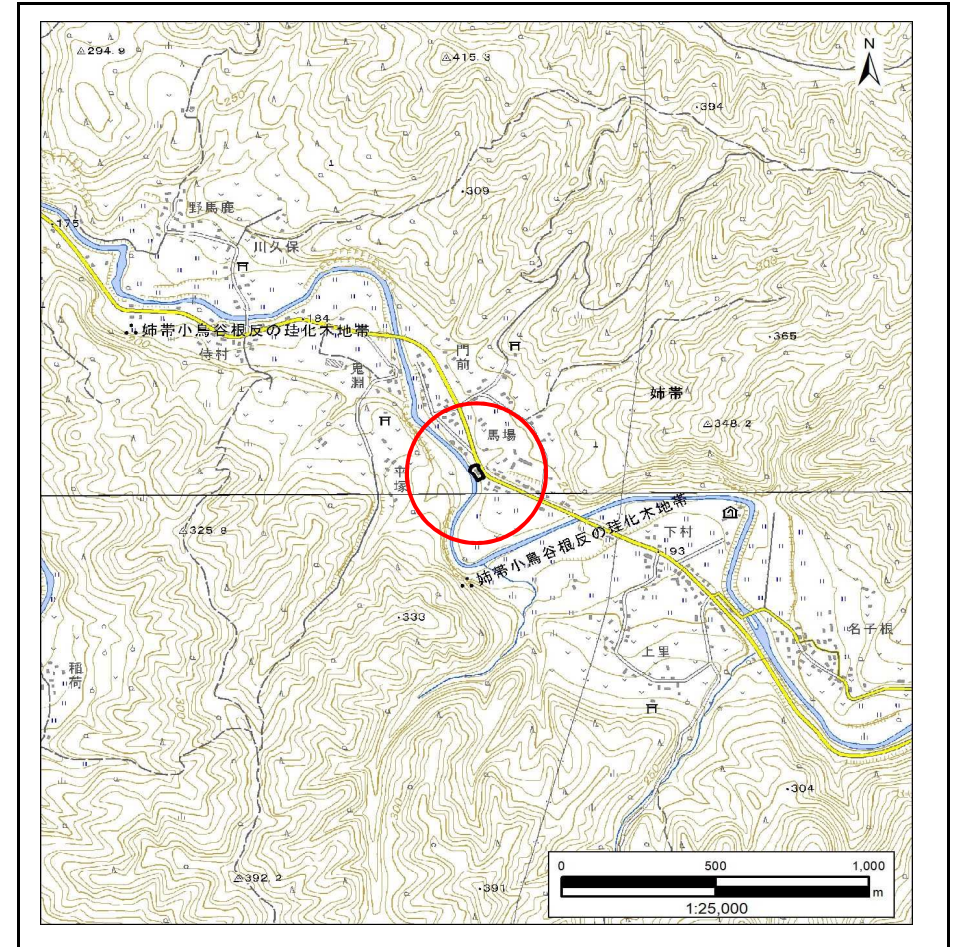 294.9
415.3
N
394
250
309
野馬鹿
175
川久保
300
184
姉帯小鳥谷根反の珪化木地帯
侍村
門前
鬼淵
365
姉帯
348.2
馬場
平塚
325.8
姉帯小鳥谷根反の珪化木地帯
下村
193
333
名子根
上里
稲荷
300
304
392.2
391
0 500 1,000
m
1:25,000